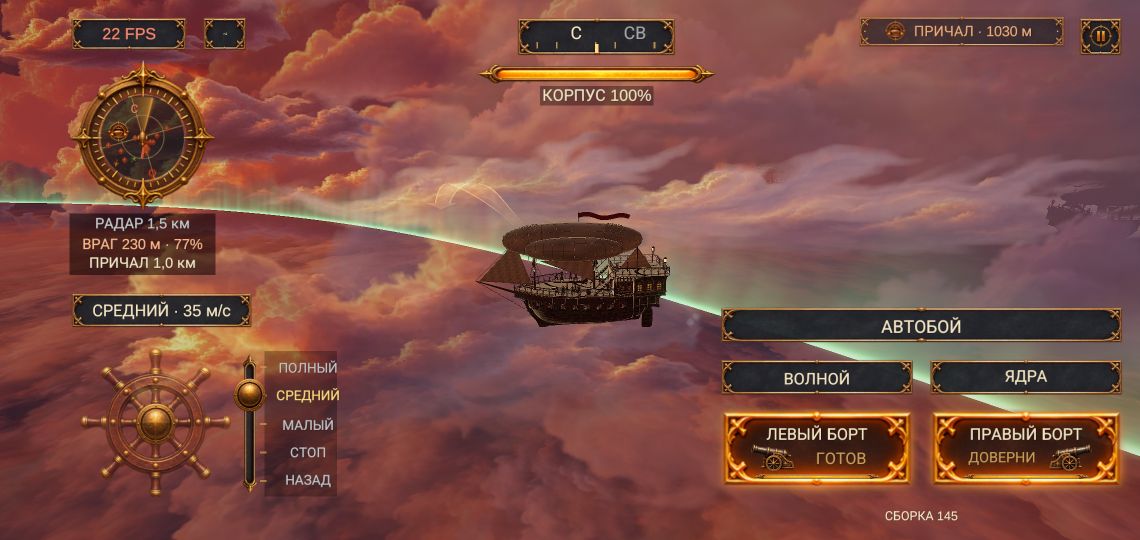 22 FPS
С СВ
ПРИЧАЛ · 1030 м
КОРПУС 100%
С
РАДАР 1,5 км
ВРАГ 230 м · 77%
ПРИЧАЛ 1,0 км
СРЕДНИЙ · 35 м/с
ПОЛНЫЙ
СРЕДНИЙ
МАЛЫЙ
СТОП
НАЗАД
АВТОБОЙ
ВОЛНОЙ
ЯДРА
ЛЕВЫЙ БОРТ
ГОТОВ
ПРАВЫЙ БОРТ
ДОВЕРНИ
СБОРКА 145